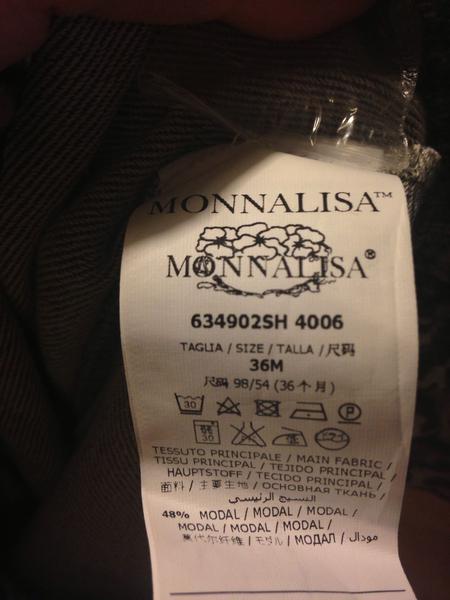 MONNALISA™
MONNALISA®
634902SH 4006
TAGLIA / SIZE / TALLA / 尺码
36M
尺码 98/54 (36个月)
30
P
30
TESSUTO PRINCIPALE / MAIN FABRIC /
TISSU PRINCIPAL / TEJIDO PRINCIPAL /
HAUPTSTOFF / TECIDO PRINCIPAL /
面料 / 主要生地 / ОСНОВНАЯ ТКАНЬ /
النسيج الرئيسي
48% MODAL / MODAL / MODAL /
MODAL / MODAL / MODAL /
莫代尔纤维 / モダル / МОДАЛ / مودال